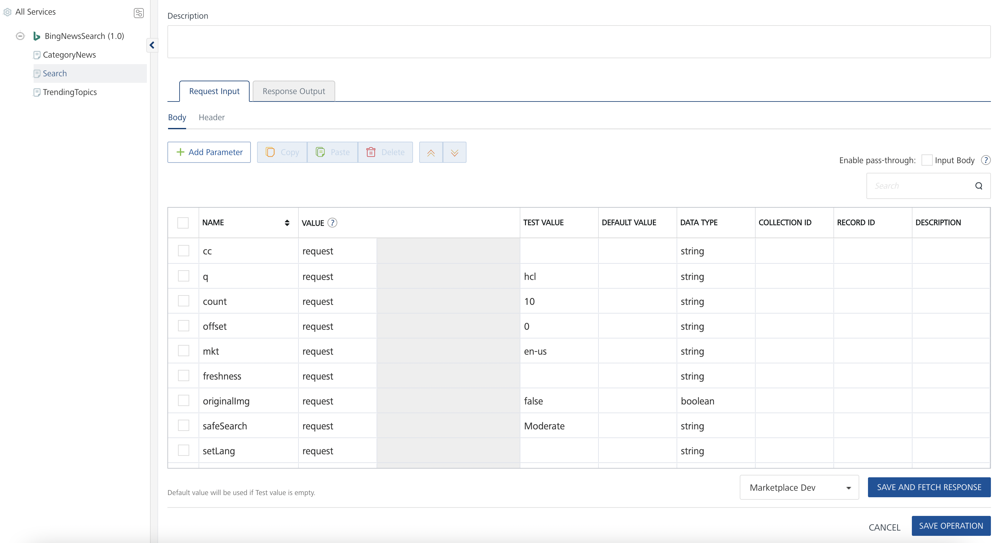 All Services
BingNewsSearch (1.0)
CategoryNews
Search
TrendingTopics
Description
Request Input Response Output
Body Header
Add Parameter Copy Paste Delete
Enable pass-through: Input Body ?
Search
NAME VALUE ? TEST VALUE DEFAULT VALUE DATA TYPE COLLECTION ID RECORD ID DESCRIPTION
cc request string
q request hcl string
count request 10 string
offset request 0 string
mkt request en-us string
freshness request string
originalImg request false boolean
safeSearch request Moderate string
setLang request string
Default value will be used if Test value is empty.
Marketplace Dev SAVE AND FETCH RESPONSE
CANCEL SAVE OPERATION